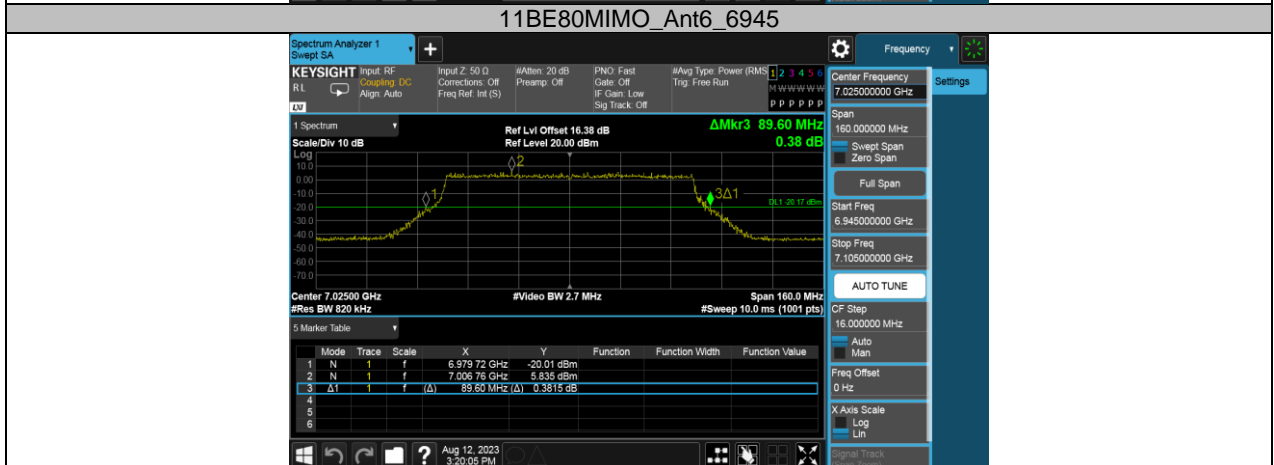 11BE80MIMO_Ant6_6945
Spectrum Analyzer 1
Swept SA
+
Frequency
KEYSIGHT
RL
LXI
Input: RF
Coupling: DC
Align: Auto
Input Z: 50 Ω
Corrections: Off
Freq Ref: Int (S)
#Atten: 20 dB
Preamp: Off
PNO: Fast
Gate: Off
IF Gain: Low
Sig Track: Off
#Avg Type: Power (RMS
Trig: Free Run
1 2 3 4 5 6
M W W W W W
P P P P P P
Center Frequency
7.025000000 GHz
Settings
1 Spectrum
Scale/Div 10 dB
Ref Lvl Offset 16.38 dB
Ref Level 20.00 dBm
ΔMkr3 89.60 MHz
0.38 dB
Span
160.000000 MHz
Swept Span
Zero Span
Full Span
Start Freq
6.945000000 GHz
Stop Freq
7.105000000 GHz
AUTO TUNE
CF Step
16.000000 MHz
Auto
Man
Freq Offset
0 Hz
X Axis Scale
Log
Lin
Signal Track
Log
10.0
0.00
-10.0
-20.0
-30.0
-40.0
-50.0
-60.0
-70.0
1
2
3Δ1
DL1 -20.17 dBm
Center 7.02500 GHz
#Video BW 2.7 MHz
Span 160.0 MHz
#Res BW 820 kHz
#Sweep 10.0 ms (1001 pts)
5 Marker Table
Mode Trace Scale X Y Function Function Width Function Value
1 N 1 f 6.979 72 GHz -20.01 dBm
2 N 1 f 7.006 76 GHz 5.835 dBm
3 Δ1 1 f (Δ) 89.60 MHz (Δ) 0.3815 dB
4
5
6
?
Aug 12, 2023
3:20:05 PM